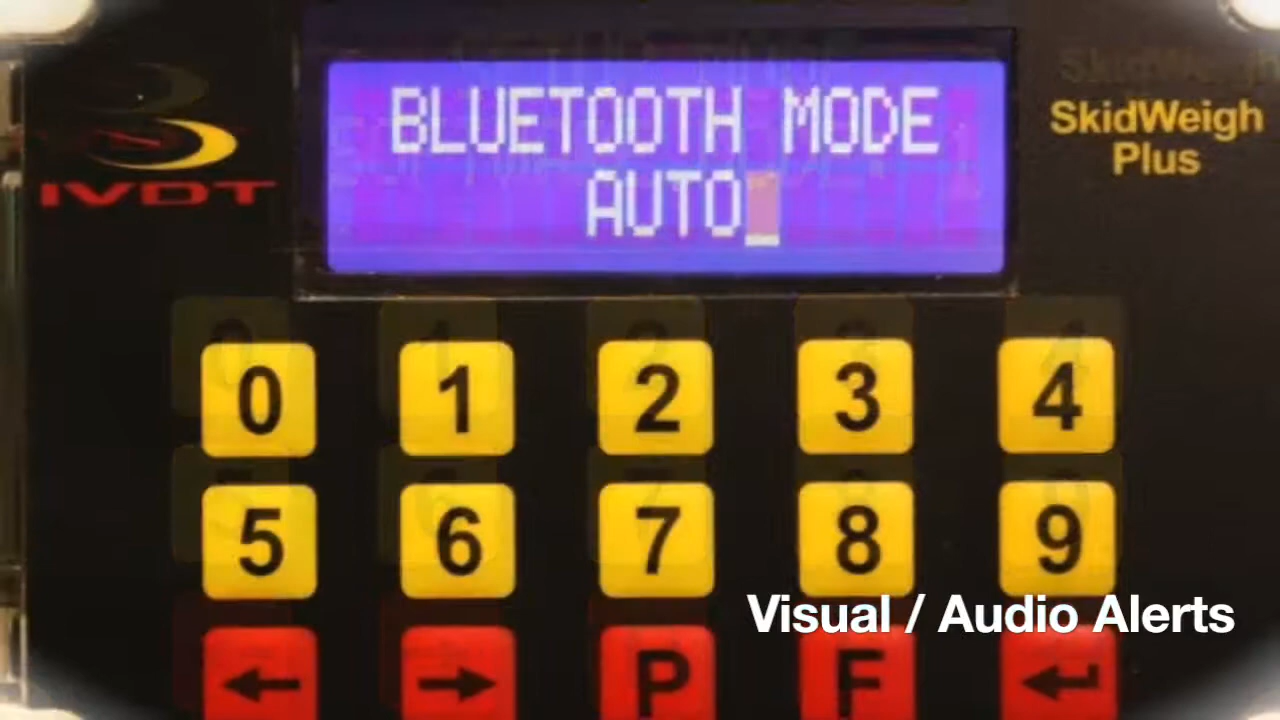 BLUETOOTH MODE
AUTO
IVDT
SkidWeigh
Plus
0 1 2 3 4
5 6 7 8 9
Visual / Audio Alerts
← → P F ↵